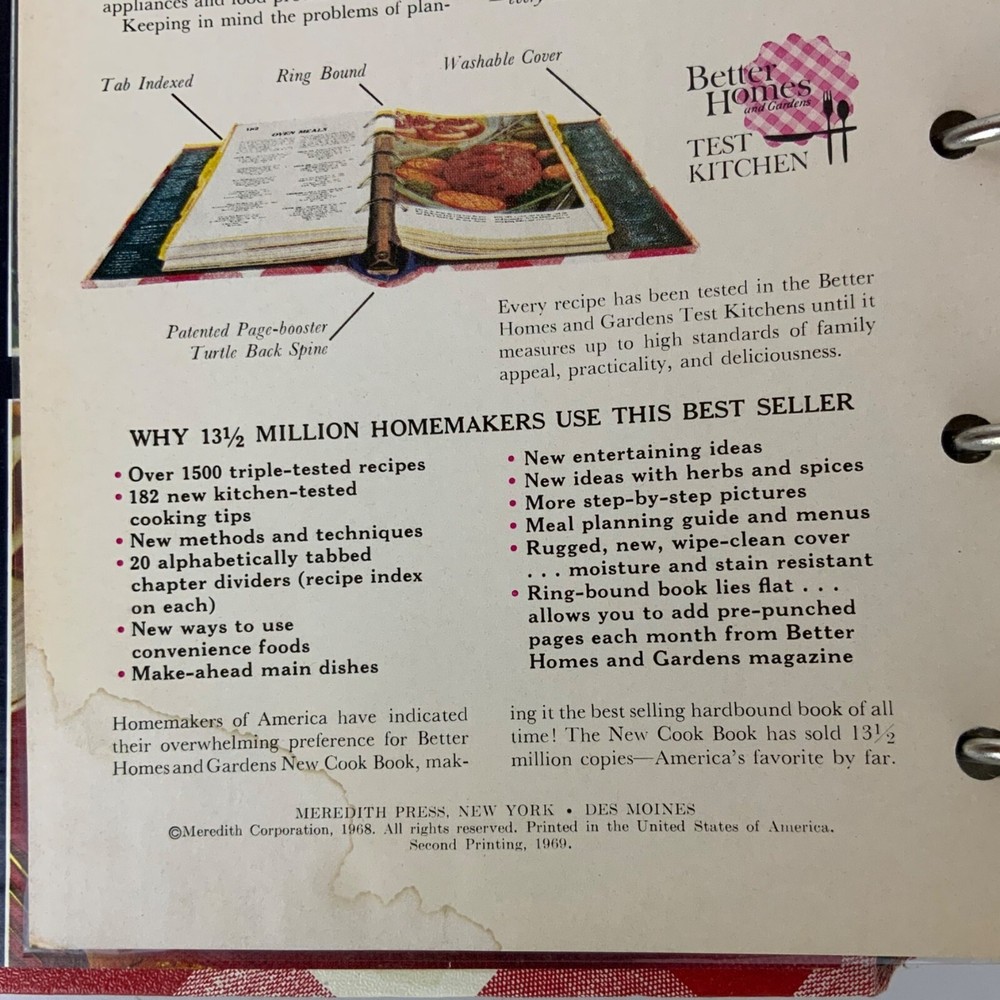 appliances and food
Keeping in mind the problems of plan-
every
Tab Indexed
Ring Bound
Washable Cover
Better
Homes
and Gardens
TEST
KITCHEN
OVEN MEALS
Patented Page-booster
Turtle Back Spine
Every recipe has been tested in the Better
Homes and Gardens Test Kitchens until it
measures up to high standards of family
appeal, practicality, and deliciousness.
WHY 13½ MILLION HOMEMAKERS USE THIS BEST SELLER
• Over 1500 triple-tested recipes
• 182 new kitchen-tested
cooking tips
• New methods and techniques
• 20 alphabetically tabbed
chapter dividers (recipe index
on each)
• New ways to use
convenience foods
• Make-ahead main dishes
• New entertaining ideas
• New ideas with herbs and spices
• More step-by-step pictures
• Meal planning guide and menus
• Rugged, new, wipe-clean cover
. . . moisture and stain resistant
• Ring-bound book lies flat . . .
allows you to add pre-punched
pages each month from Better
Homes and Gardens magazine
Homemakers of America have indicated
their overwhelming preference for Better
Homes and Gardens New Cook Book, mak-
ing it the best selling hardbound book of all
time! The New Cook Book has sold 13½
million copies—America's favorite by far.
MEREDITH PRESS, NEW YORK • DES MOINES
©Meredith Corporation, 1968. All rights reserved. Printed in the United States of America.
Second Printing, 1969.